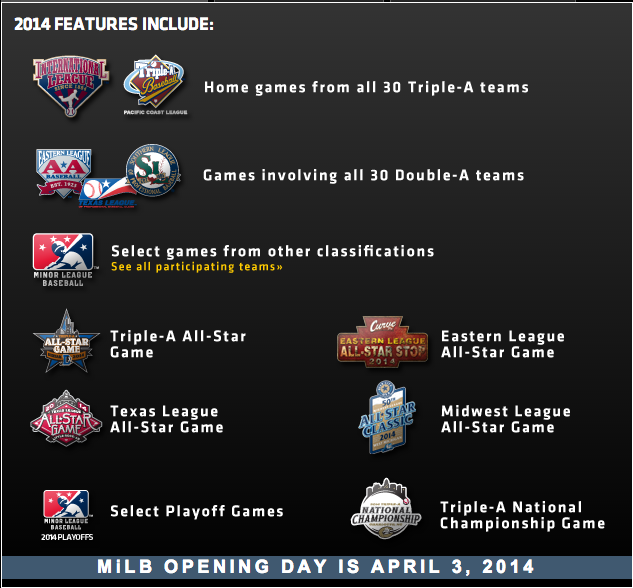 2014 FEATURES INCLUDE:
INTERNATIONAL
LEAGUE
SINCE 1884
Triple-A
Baseball
PACIFIC COAST LEAGUE
Home games from all 30 Triple-A teams
EASTERN LEAGUE
AA
BASEBALL
EST. 1923
TEXAS LEAGUE
SOUTHERN LEAGUE
SL
PROFESSIONAL BASEBALL
Games involving all 30 Double-A teams
MINOR LEAGUE
BASEBALL
TM
Select games from other classifications
See all participating teams»
ALL-STAR
GAME
Triple-A All-Star
Game
Curve
EASTERN LEAGUE
ALL-STAR STOP
2014
Eastern League
All-Star Game
2014
TEXAS LEAGUE
ALL-STAR
GAME
Texas League
All-Star Game
50TH
ALL-STAR
CLASSIC
2014
Midwest League
All-Star Game
MINOR LEAGUE
BASEBALL
2014 PLAYOFFS
Select Playoff Games
NATIONAL
CHAMPIONSHIP
Triple-A National
Championship Game
MiLB OPENING DAY IS APRIL 3, 2014